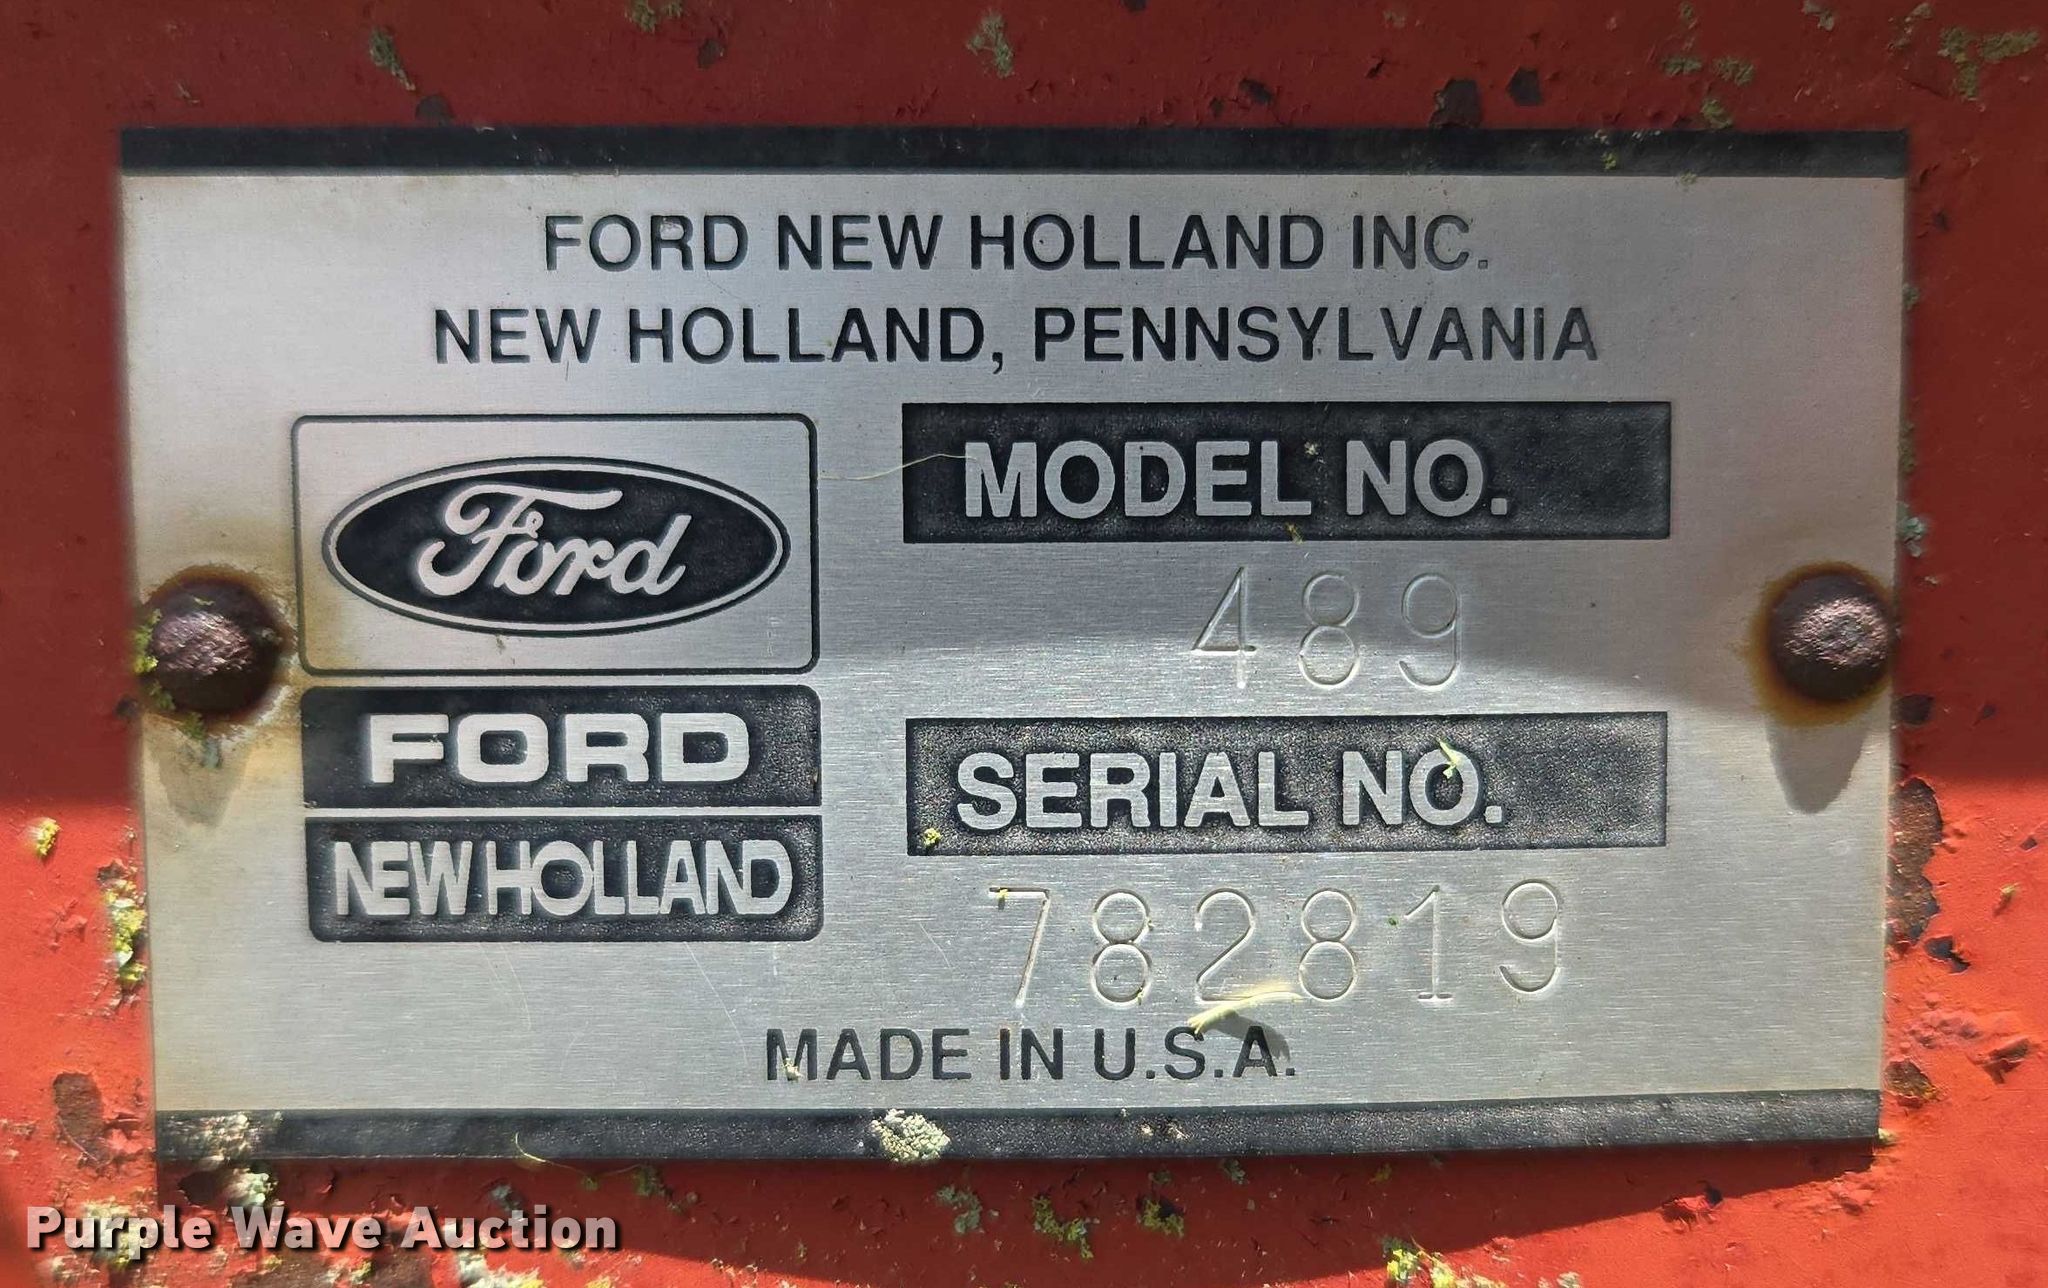 FORD NEW HOLLAND INC.
NEW HOLLAND, PENNSYLVANIA
Ford
FORD
NEW HOLLAND
MODEL NO.
489
SERIAL NO.
782819
MADE IN U.S.A.
Purple Wave Auction